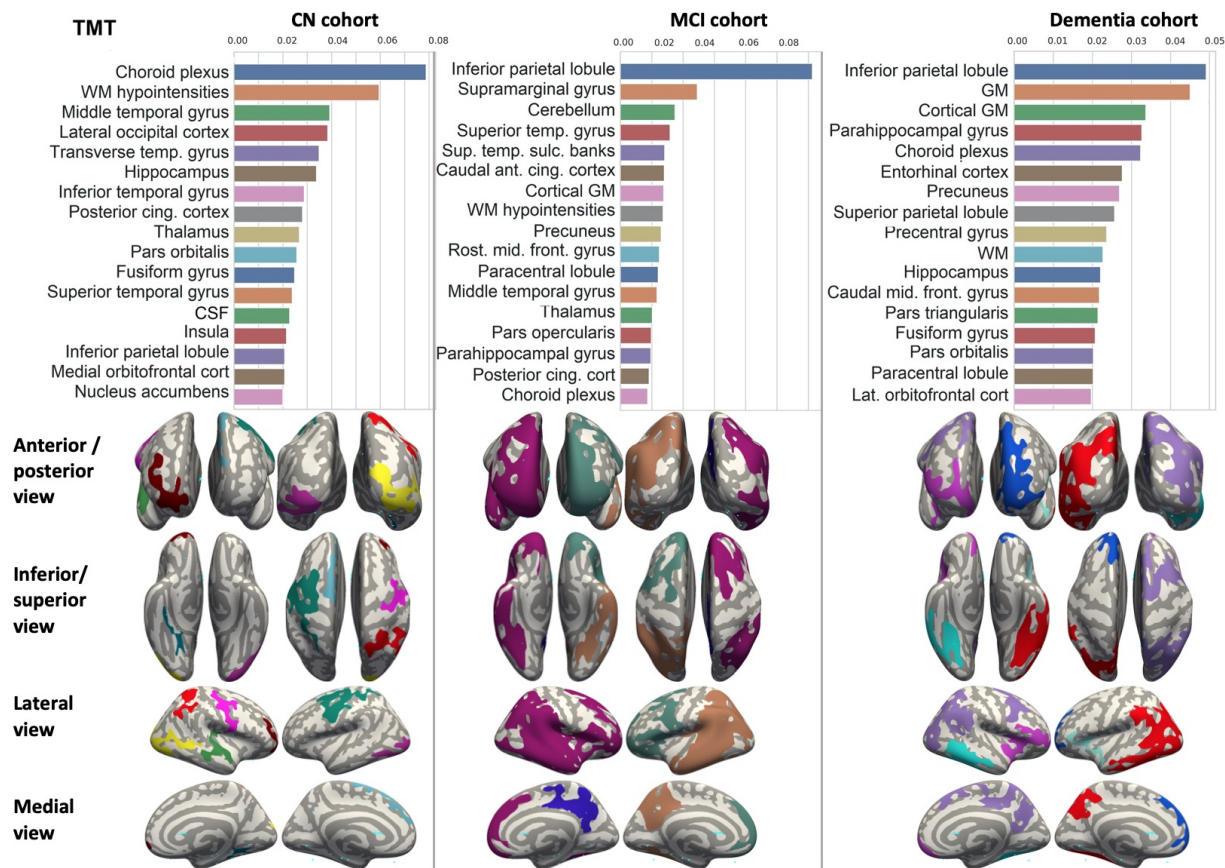 TMT
CN cohort
0.00 0.02 0.04 0.06 0.08
Choroid plexus
WM hypointensities
Middle temporal gyrus
Lateral occipital cortex
Transverse temp. gyrus
Hippocampus
Inferior temporal gyrus
Posterior cing. cortex
Thalamus
Pars orbitalis
Fusiform gyrus
Superior temporal gyrus
CSF
Insula
Inferior parietal lobule
Medial orbitofrontal cort
Nucleus accumbens
MCI cohort
0.00 0.02 0.04 0.06 0.08
Inferior parietal lobule
Supramarginal gyrus
Cerebellum
Superior temp. gyrus
Sup. temp. sulc. banks
Caudal ant. cing. cortex
Cortical GM
WM hypointensities
Precuneus
Rost. mid. front. gyrus
Paracentral lobule
Middle temporal gyrus
Thalamus
Pars opercularis
Parahippocampal gyrus
Posterior cing. cort
Choroid plexus
Dementia cohort
0.00 0.01 0.02 0.03 0.04 0.05
Inferior parietal lobule
GM
Cortical GM
Parahippocampal gyrus
Choroid plexus
Entorhinal cortex
Precuneus
Superior parietal lobule
Precentral gyrus
WM
Hippocampus
Caudal mid. front. gyrus
Pars triangularis
Fusiform gyrus
Pars orbitalis
Paracentral lobule
Lat. orbitofrontal cort
Anterior /
posterior
view
Inferior/
superior
view
Lateral
view
Medial
view